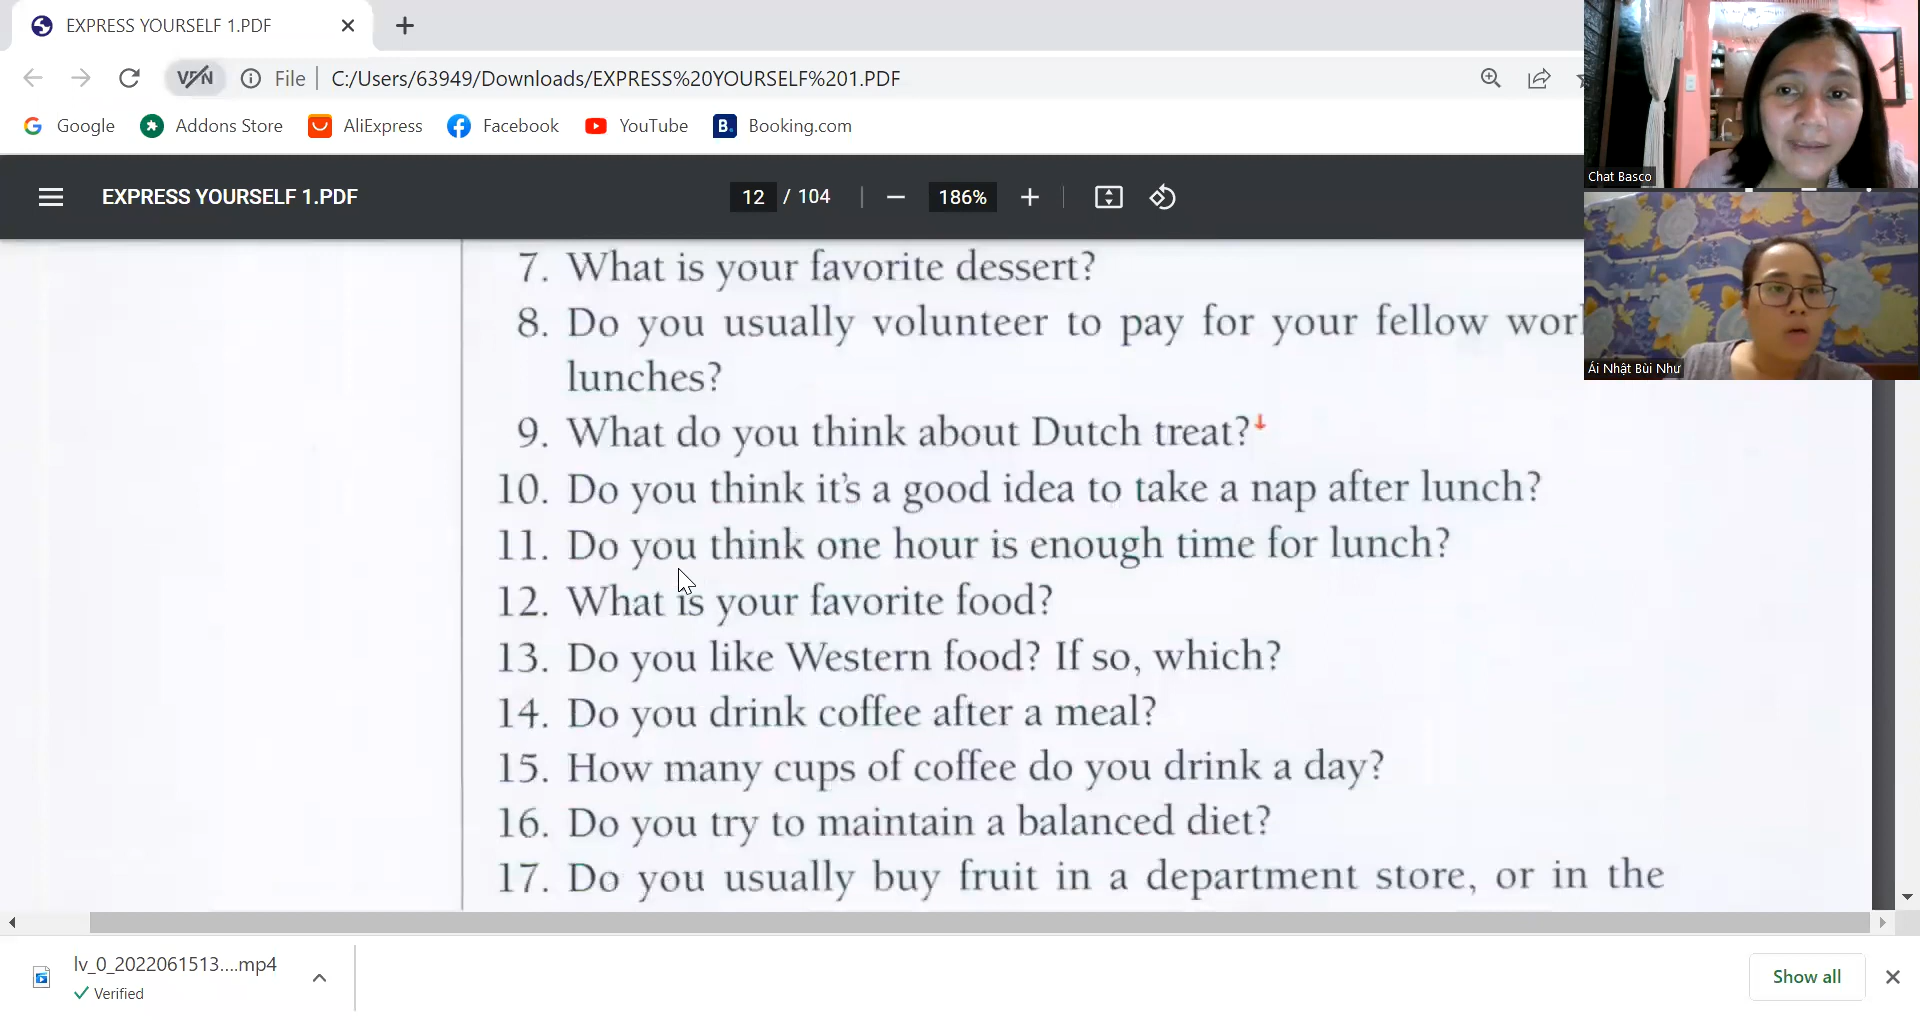 EXPRESS YOURSELF 1.PDF
VPN
File
C:/Users/63949/Downloads/EXPRESS%20YOURSELF%201.PDF
Google
Addons Store
AliExpress
Facebook
YouTube
B.
Booking.com
EXPRESS YOURSELF 1.PDF
12 / 104
186%
Chat Basco
Ái Nhật Bùi Như
7. What is your favorite dessert?
8. Do you usually volunteer to pay for your fellow
lunches?
9. What do you think about Dutch treat?
10. Do you think it's a good idea to take a nap after lunch?
11. Do you think one hour is enough time for lunch?
12. What is your favorite food?
13. Do you like Western food? If so, which?
14. Do you drink coffee after a meal?
15. How many cups of coffee do you drink a day?
16. Do you try to maintain a balanced diet?
17. Do you usually buy fruit in a department store, or in the
lv_0_2022061513....mp4
Verified
Show all